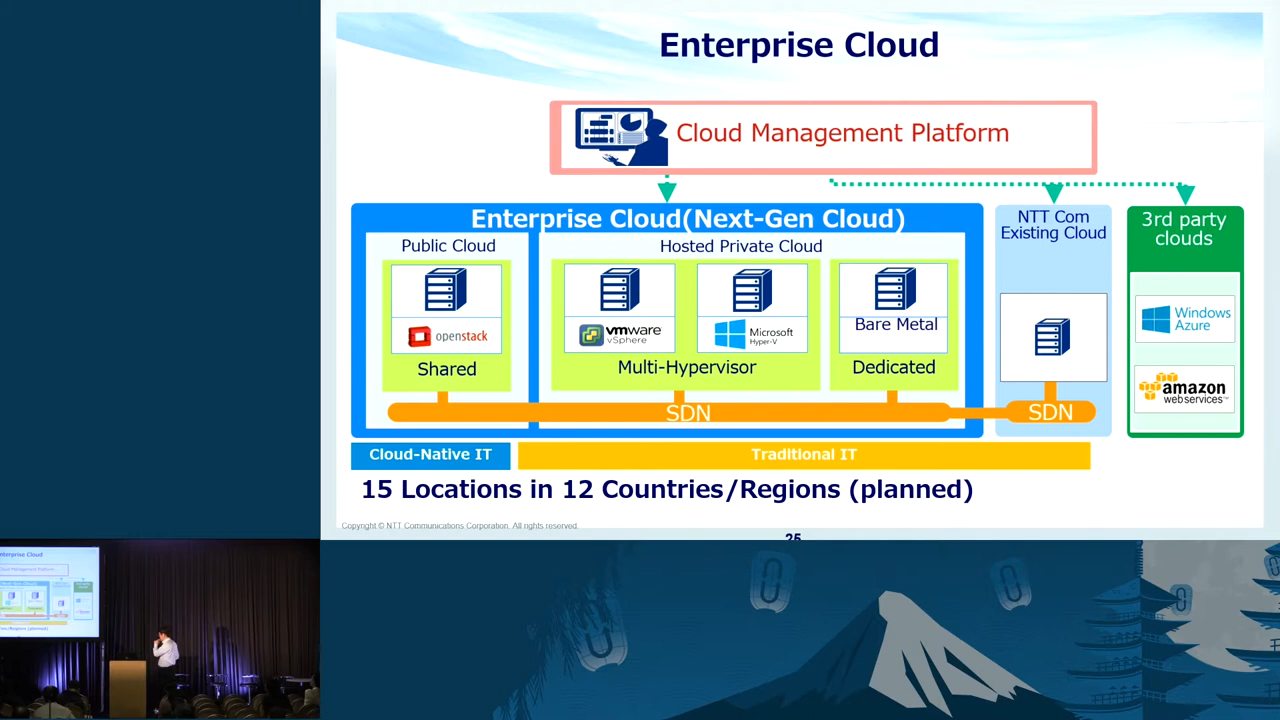 Enterprise Cloud
Cloud Management Platform
Enterprise Cloud(Next-Gen Cloud)
Public Cloud
openstack
Shared
Hosted Private Cloud
vmware
vSphere
Microsoft
Hyper-V
Multi-Hypervisor
Bare Metal
Dedicated
SDN
NTT Com
Existing Cloud
SDN
3rd party
clouds
Windows
Azure
amazon
webservices™
Cloud-Native IT
Traditional IT
15 Locations in 12 Countries/Regions (planned)
Copyright © NTT Communications Corporation. All rights reserved.
25